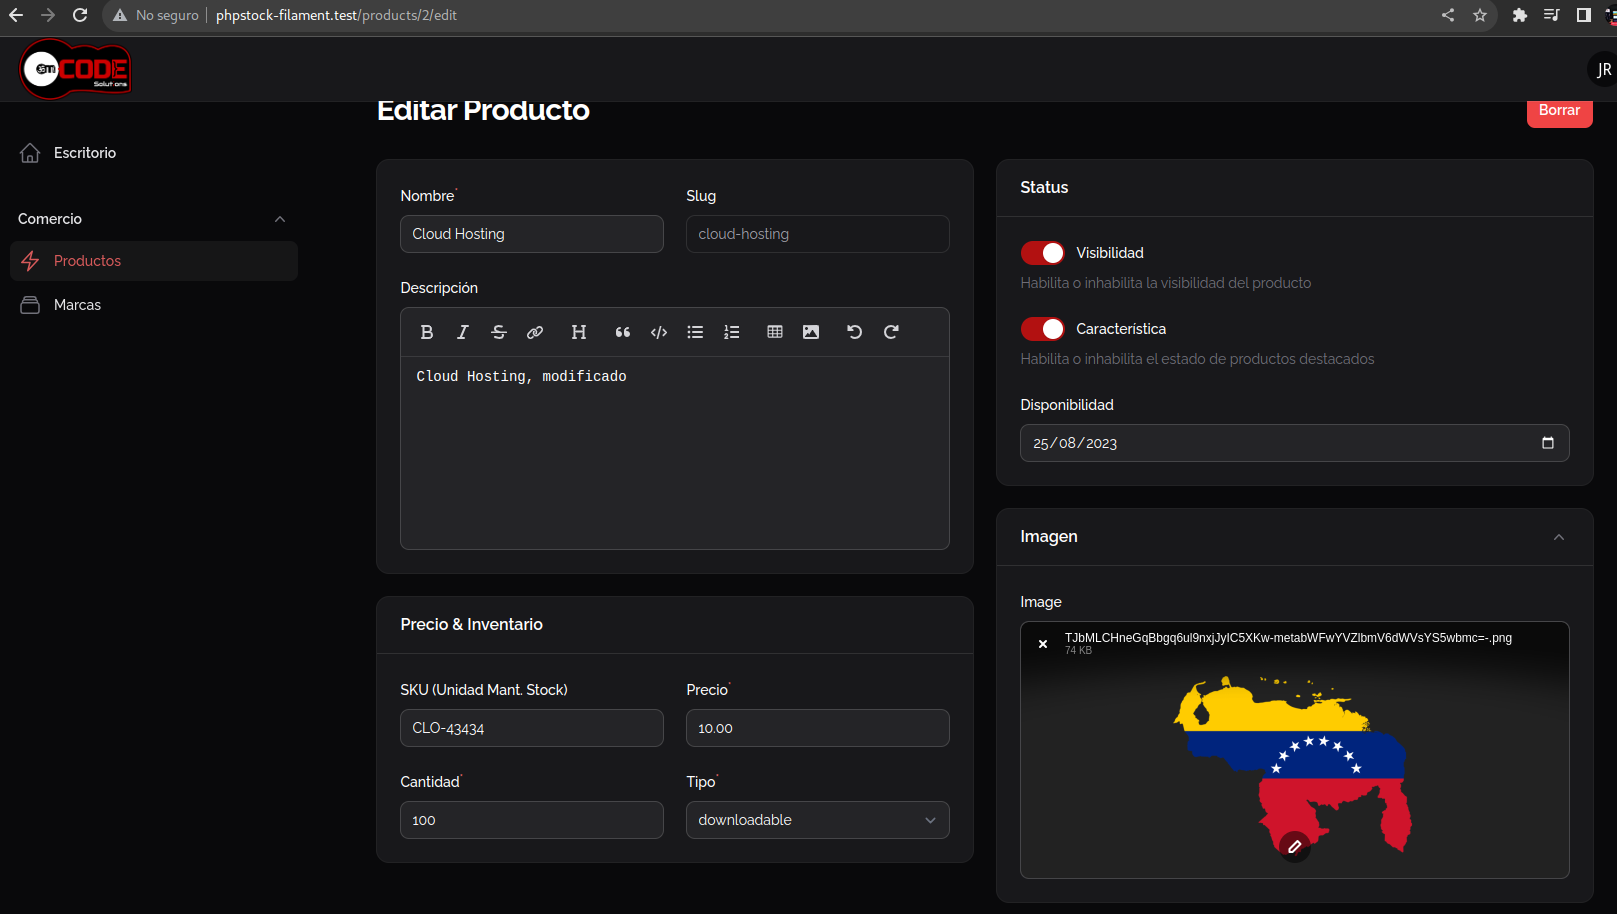 No seguro
phpstock-filament.test/products/2/edit
CODE
Solutions
JR
Editar Producto
Borrar
Escritorio
Comercio
Productos
Marcas
Nombre*
Slug
Cloud Hosting
cloud-hosting
Descripción
Cloud Hosting, modificado
Precio & Inventario
SKU (Unidad Mant. Stock)
Precio*
CLO-43434
10.00
Cantidad*
Tipo*
100
downloadable
Status
Visibilidad
Habilita o inhabilita la visibilidad del producto
Característica
Habilita o inhabilita el estado de productos destacados
Disponibilidad
25/08/2023
Imagen
Image
TJbMLCHneGqBbgq6ul9nxjJyIC5XKw-metabWFwYVZlbmV6dWVsYS5wbmc=-.png
74 KB